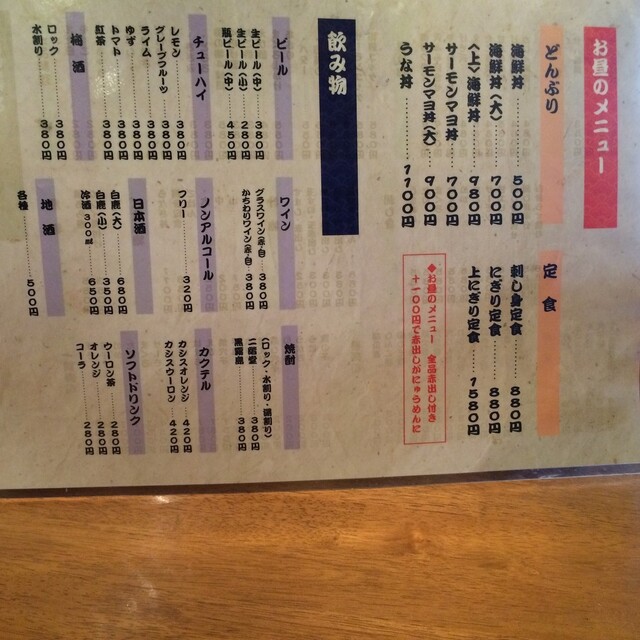 お昼のメニュー
どんぶり
海鮮丼 ………… 500円
海鮮丼(大) …… 700円
(上)海鮮丼 …… 980円
サーモンマヨ丼 … 700円
サーモンマヨ丼(大) … 900円
うな丼 ………… 1100円
定食
刺し身定食 …… 880円
にぎり定食 …… 880円
上にぎり定食 … 1580円
◆お昼のメニュー 全品赤出し付き
+100円で赤出しがにゅうめんに
飲み物
ビール
生ビール(中) …… 380円
生ビール(小) …… 280円
瓶ビール(中) …… 450円
チューハイ
レモン ………… 380円
グレープフルーツ … 380円
ライム ………… 380円
ゆず ………… 380円
トマト ………… 380円
紅茶 ………… 380円
梅酒
ロック ………… 380円
水割り ………… 380円
ワイン
グラスワイン(赤・白) … 380円
かちわりワイン(赤・白) … 380円
ノンアルコール
フリー ………… 320円
日本酒
白鹿(大) ……… 680円
白鹿(小) ……… 350円
冷酒300ml …… 650円
地酒
各種 ………… 500円
焼酎
(ロック・水割り・湯割り)
二階堂 ………… 380円
黒霧島 ………… 380円
カクテル
カシスオレンジ …… 420円
カシスウーロン …… 420円
ソフトドリンク
ウーロン茶 …… 280円
オレンジ ……… 280円
コーラ ………… 280円